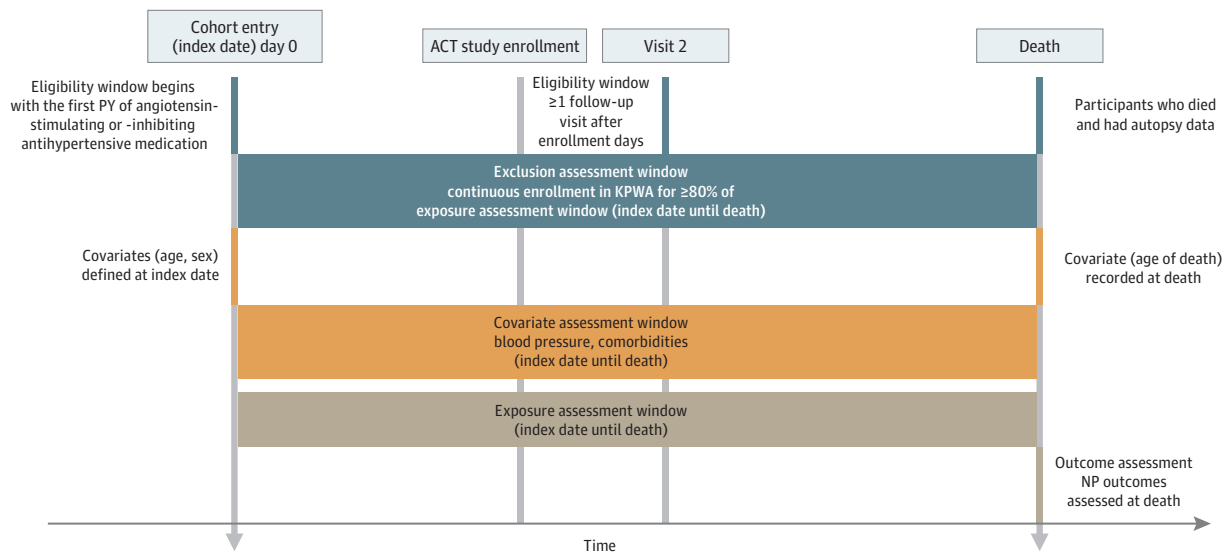 Cohort entry
(index date) day 0
ACT study enrollment
Visit 2
Death
Eligibility window begins
with the first PY of angiotensin-
stimulating or -inhibiting
antihypertensive medication
Eligibility window
≥1 follow-up
visit after
enrollment days
Participants who died
and had autopsy data
Exclusion assessment window
continuous enrollment in KPWA for ≥80% of
exposure assessment window (index date until death)
Covariates (age, sex)
defined at index date
Covariate (age of death)
recorded at death
Covariate assessment window
blood pressure, comorbidities
(index date until death)
Exposure assessment window
(index date until death)
Outcome assessment
NP outcomes
assessed at death
Time